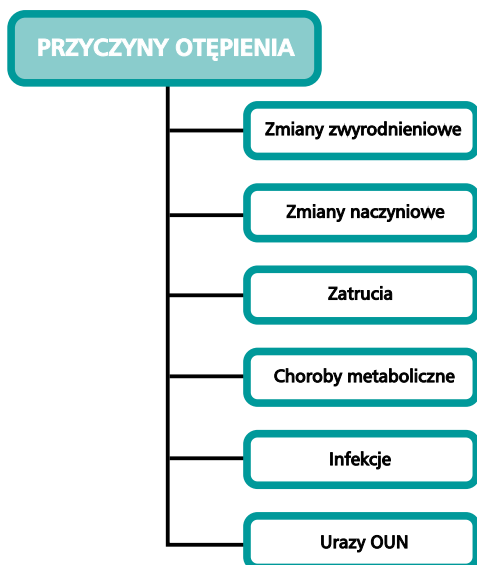 PRZYCZYNY OTĘPIENIA
Zmiany zwyrodnieniowe
Zmiany naczyniowe
Zatrucia
Choroby metaboliczne
Infekcje
Urazy OUN